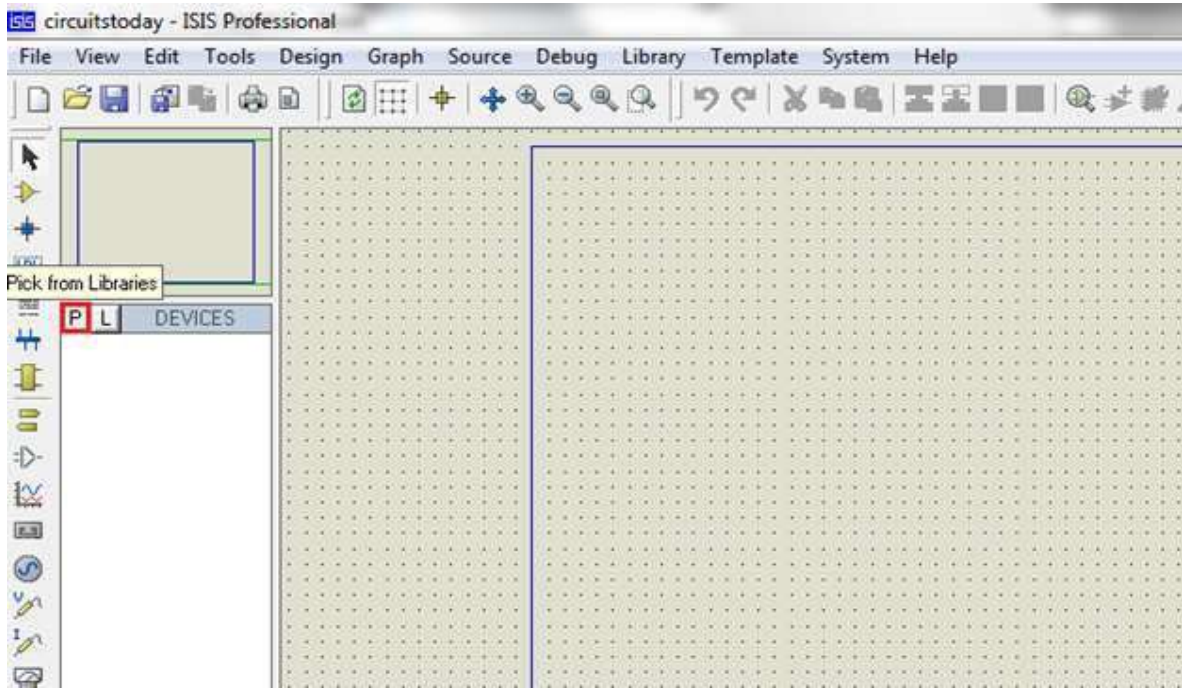 ISIS circuitstoday - ISIS Professional
File View Edit Tools Design Graph Source Debug Library Template System Help
Pick from Libraries
P L DEVICES